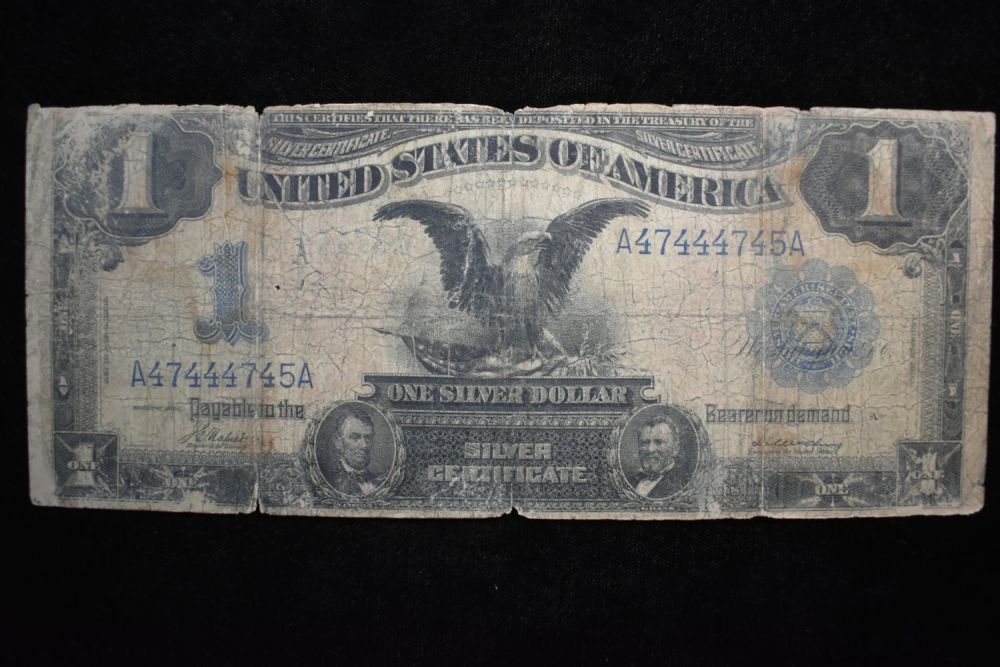 THIS CERTIFIES THAT THERE HAS BEEN DEPOSITED IN THE TREASURY OF THE
SILVER CERTIFICATE
SILVER CERTIFICATE
1
UNITED STATES OF AMERICA
1
A47444745A
1
A47444745A
ONE SILVER DOLLAR
Payable to the
Bearer on demand
SILVER
CERTIFICATE
1
ONE
ONE
ONE
1